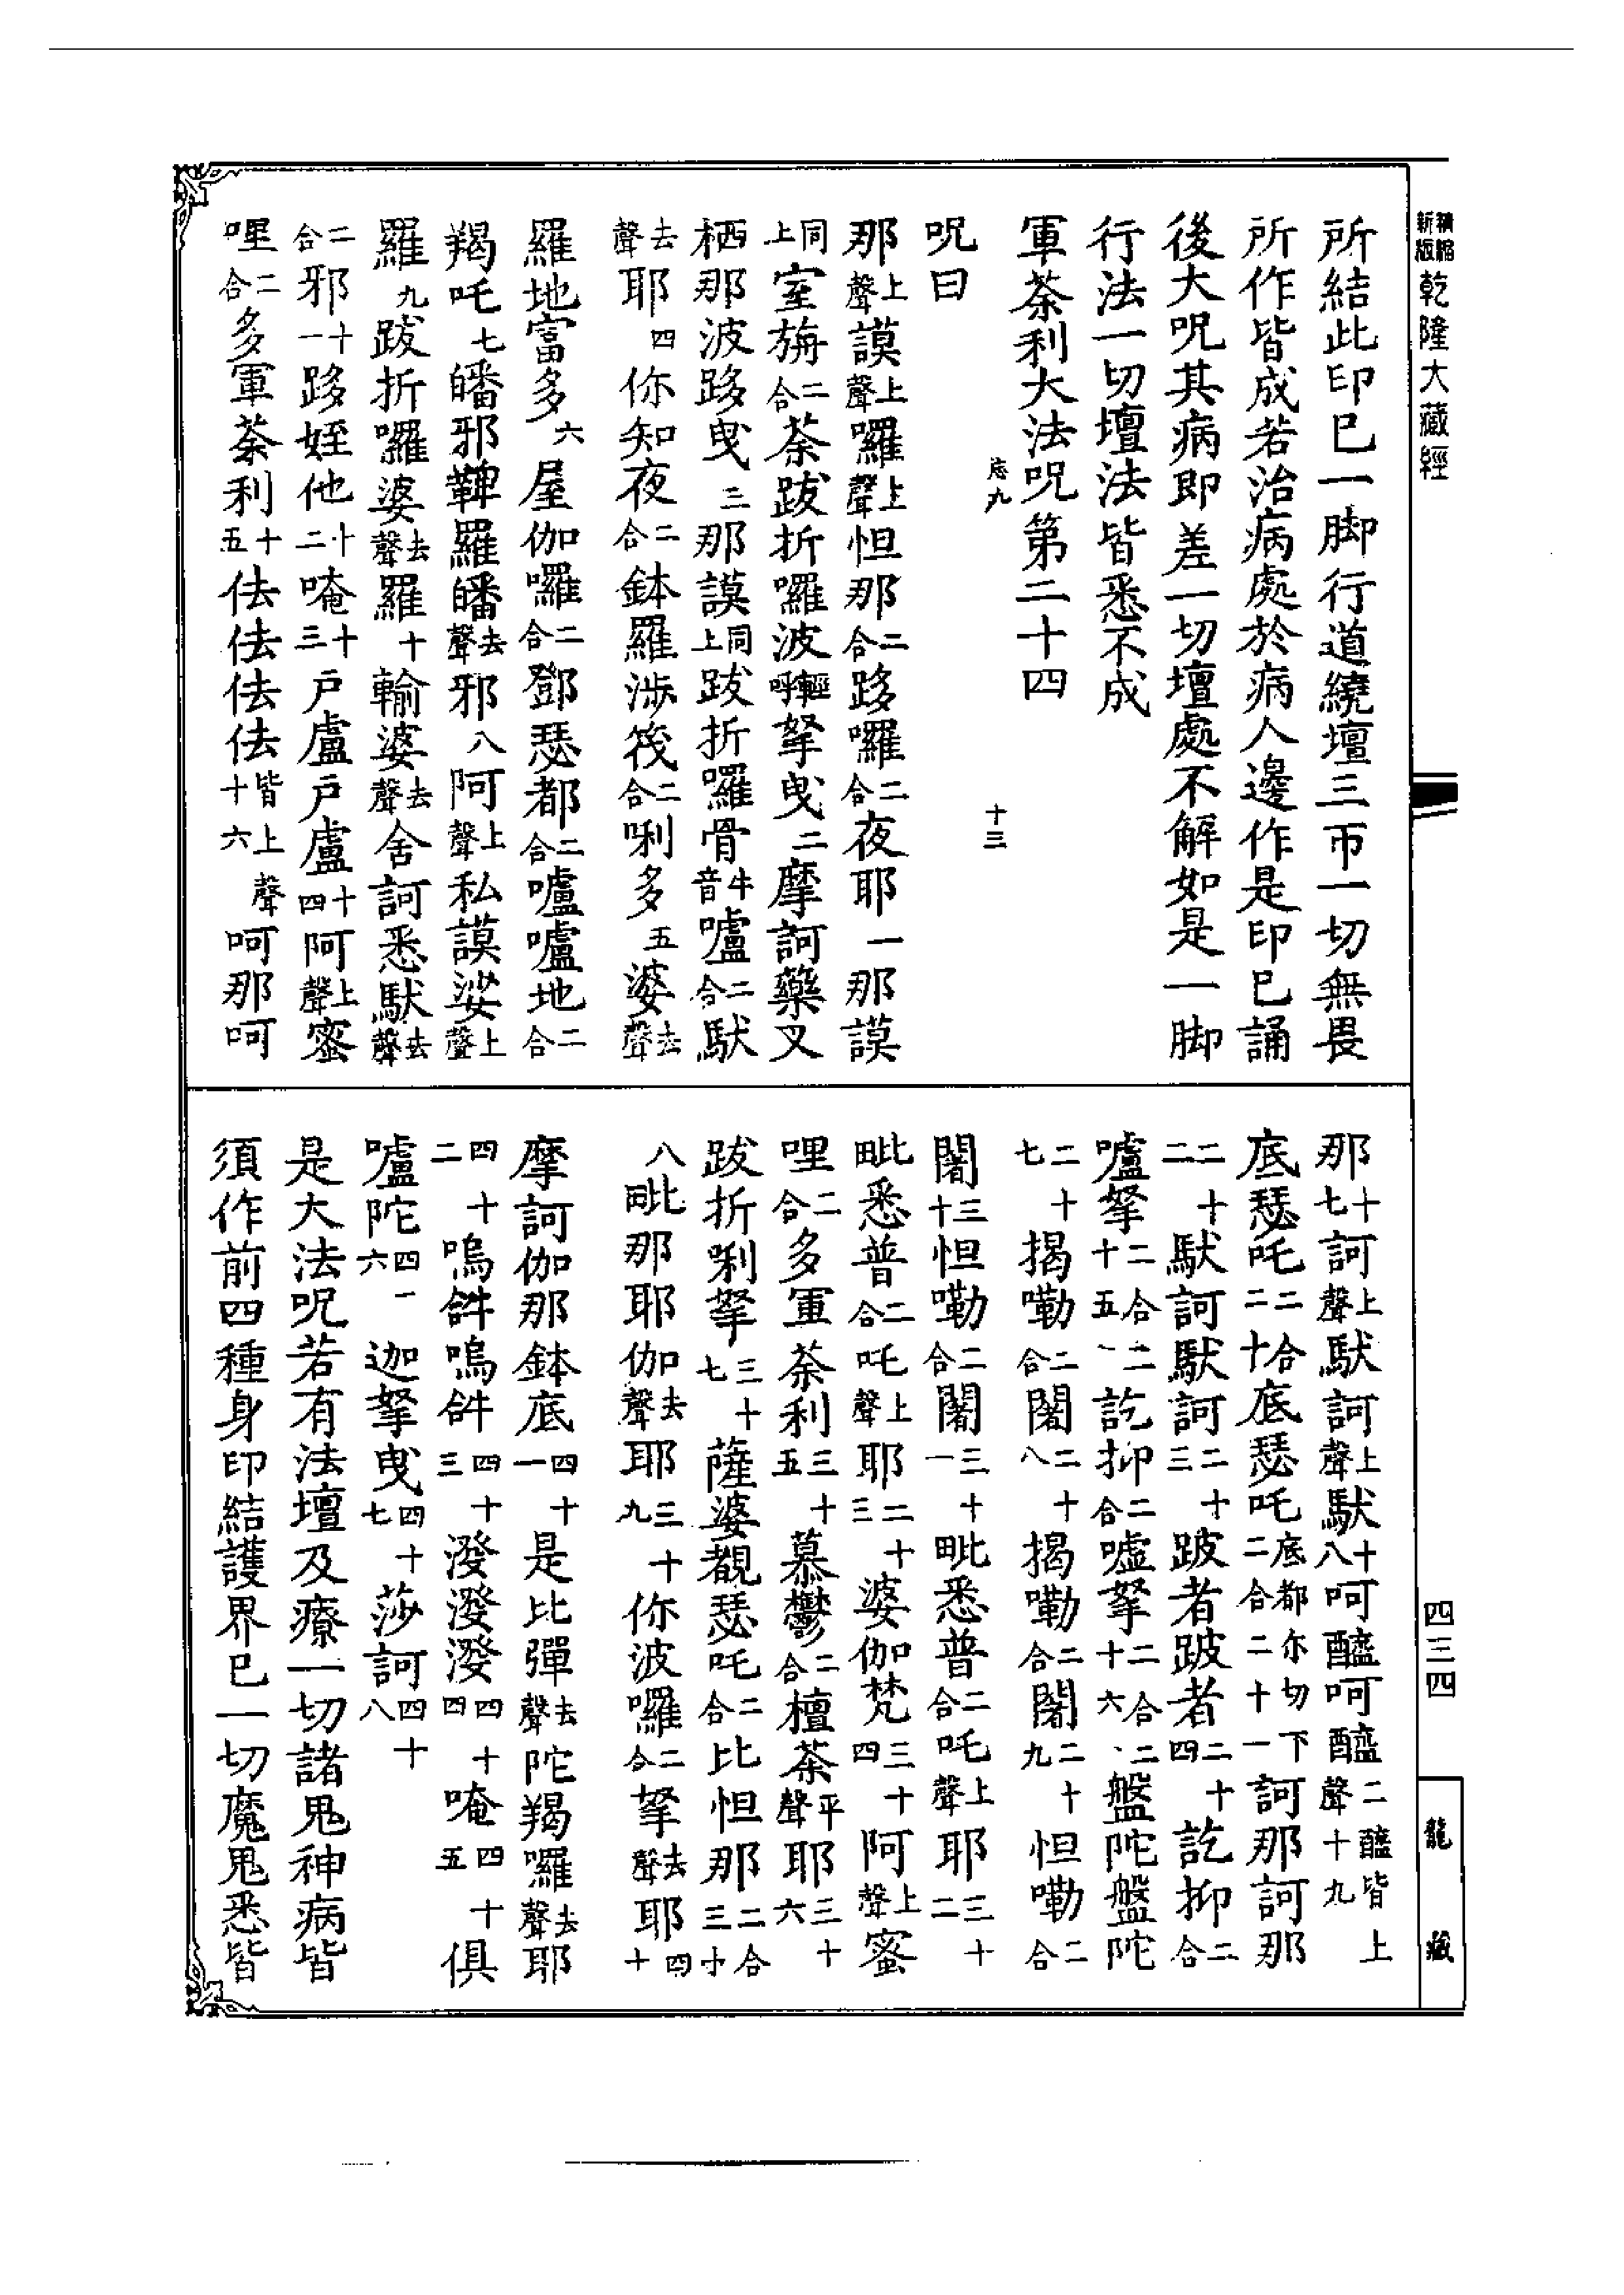 精縮新版乾隆大藏經
所結此印已一脚行道繞壇三帀一切無畏
所作皆成若治病處於病人邊作是印已誦
後大呪其病即差一切壇處不解如是一脚
行法一切壇法皆悉不成
軍荼利大法呪第二十四
十三
呪曰
那上聲謨上聲囉上聲怛那二合跢囉二合夜耶一那謨
同上室旃二合荼跋折囉波輕呼拏曳二摩訶藥叉
栖那波跢曳三那謨同上跋折囉骨牛音嚧二合馱
去聲耶四你知夜二合鉢羅涉筏二合唎多五婆去聲
羅地富多六屋伽囉二合鄧瑟都二合嚧嚧地二合
羯吒七皤邪鞞羅皤去聲邪八阿上聲私謨娑上聲
羅九跋折囉婆去聲羅十輸婆去聲舍訶悉馱去聲
二合邪十一跢姪他十二唵十三戶盧戶盧十四阿上聲蜜
哩二合多軍荼利十五佉佉佉佉皆上聲十六呵那呵
那十七訶上聲馱訶上聲馱十八呵醯呵醯二醯皆上聲十九
底瑟吒二合二十底瑟吒底都尔切下二合二十一訶那訶那
二十二馱訶馱訶二十三跛者跛者二十四訖抑二合
嚧拏二合二十五訖抑二合嘘拏二合二十六盤陀盤陀
二十七揭嘞二合闍二十八揭嘞二合闍二十九怛嘞二合
闍三十怛嘞二合闍三十一毗悉普二合吒上聲耶三十二
毗悉普二合吒上聲耶三十三婆伽梵三十四阿上聲蜜
哩二合多軍荼利三十五慕鬱二合檀荼平聲耶三十六
跋折唎拏三十七薩婆覩瑟吒二合比怛那二合三十
八毗那耶伽去聲耶三十九你波囉二合拏去聲耶四十
摩訶伽那鉢底四十一是比彈去聲陀羯囉去聲耶
四十二嗚𤙖嗚𤙖四十三潑潑潑四十四唵四十五俱
嚧陀四一六迦拏曳四十七莎訶四十八
是大法呪若有法壇及療一切諸鬼神病皆
須作前四種身印結護界已一切魔鬼悉皆
四三四
龍藏